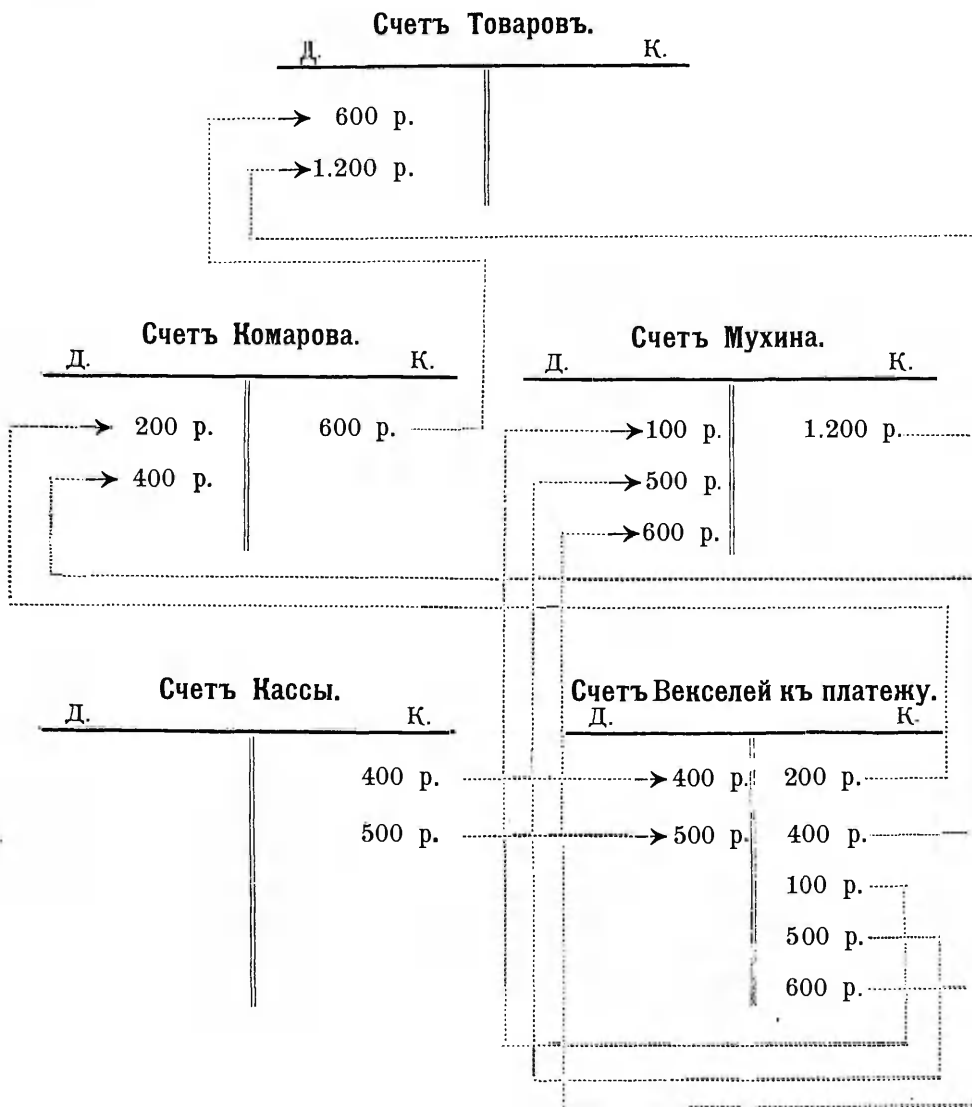 Счетъ Товаровъ.
Д. К.
600 р.
1.200 р.
Счетъ Комарова.
Д. К.
200 р. 600 р.
400 р.
Счетъ Мухина.
Д. К.
100 р. 1.200 р.
500 р.
600 р.
Счетъ Кассы.
Д. К.
400 р.
500 р.
Счетъ Векселей къ платежу.
Д. К.
400 р. 200 р.
500 р. 400 р.
100 р.
500 р.
600 р.